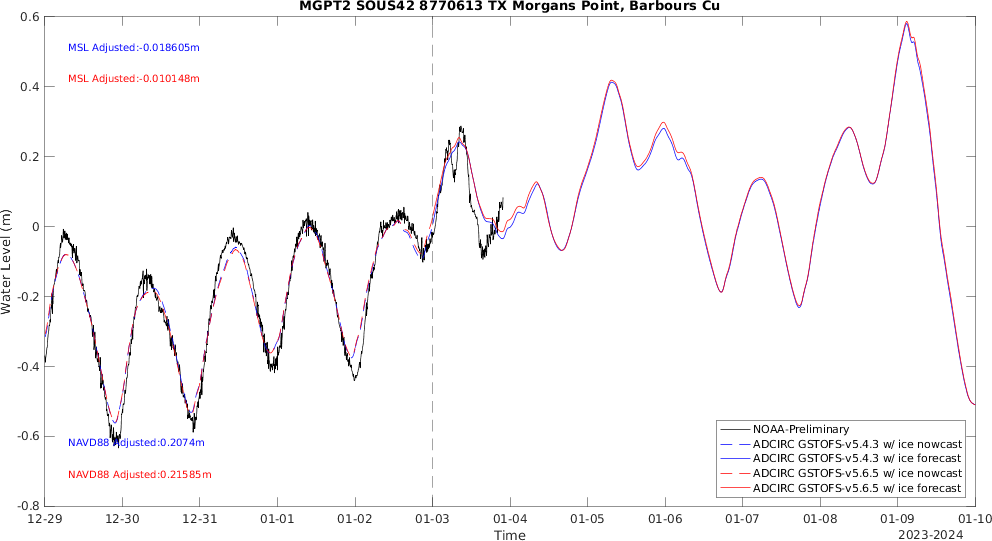 MGPT2 SOUS42 8770613 TX Morgans Point, Barbours Cu
0.6
MSL Adjusted:-0.018605m
MSL Adjusted:-0.010148m
0.4
0.2
0
-0.2
-0.4
-0.6
-0.8
Water Level (m)
NAVD88 Adjusted:0.2074m
NAVD88 Adjusted:0.21585m
NOAA-Preliminary
ADCIRC GSTOFS-v5.4.3 w/ ice nowcast
ADCIRC GSTOFS-v5.4.3 w/ ice forecast
ADCIRC GSTOFS-v5.6.5 w/ ice nowcast
ADCIRC GSTOFS-v5.6.5 w/ ice forecast
12-29 12-30 12-31 01-01 01-02 01-03 01-04 01-05 01-06 01-07 01-08 01-09 01-10
Time
2023-2024